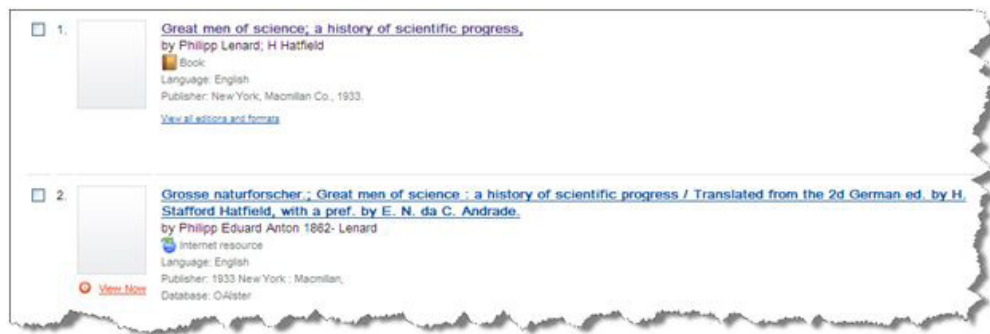 1.
Great men of science; a history of scientific progress,
by Philipp Lenard; H Hatfield
Book
Language: English
Publisher: New York, Macmillan Co., 1933.
View all editions and formats
2.
Grosse naturforscher.; Great men of science : a history of scientific progress / Translated from the 2d German ed. by H.
Stafford Hatfield, with a pref. by E. N. da C. Andrade.
by Philipp Eduard Anton 1862- Lenard
Internet resource
Language: English
Publisher: 1933 New York : Macmillan,
View Now
Database: OAIster